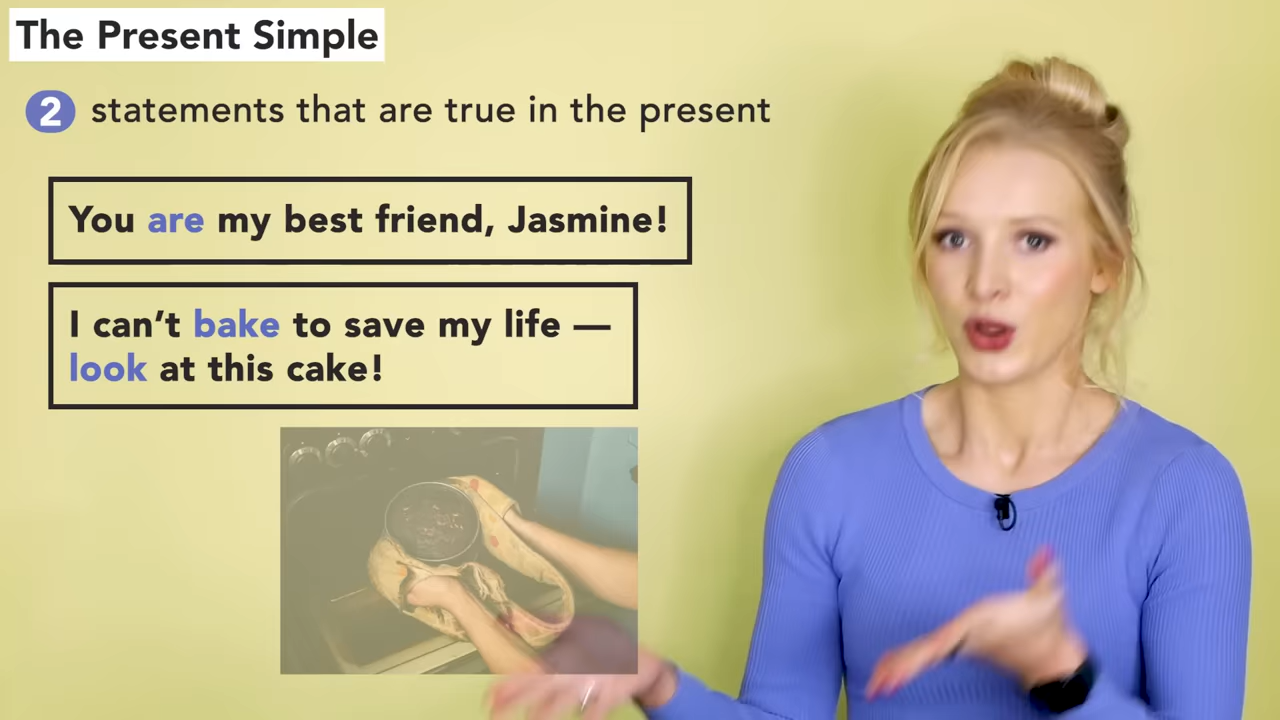 The Present Simple
2 statements that are true in the present
You are my best friend, Jasmine!
I can’t bake to save my life —
look at this cake!